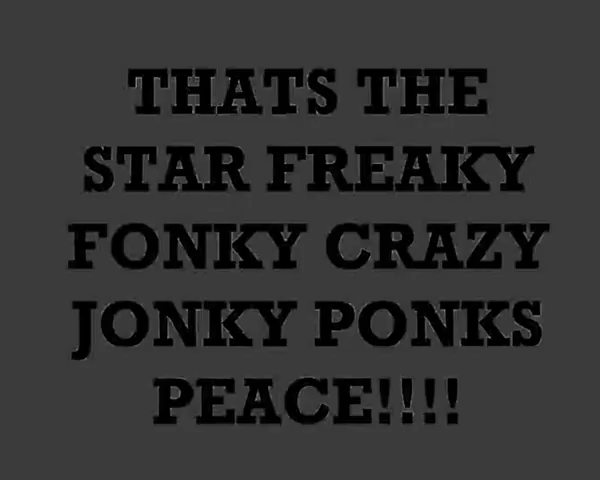 THATS THE
STAR FREAKY
FONKY CRAZY
JONKY PONKS
PEACE!!!!